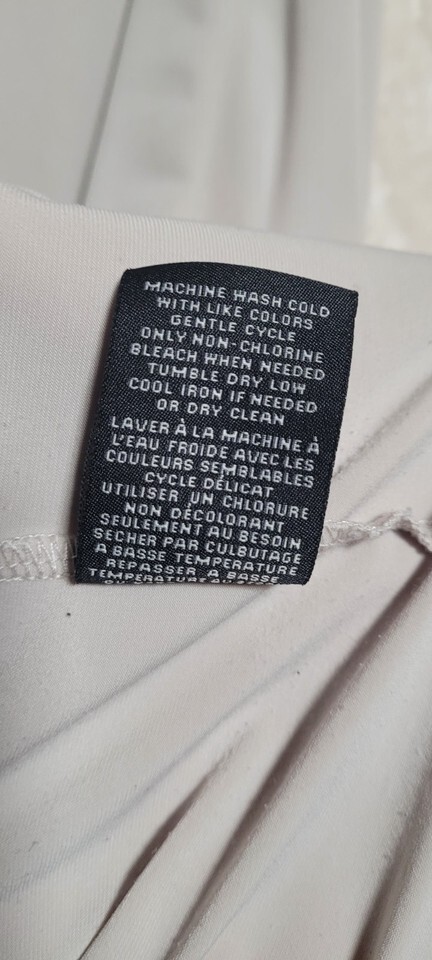 MACHINE WASH COLD
WITH LIKE COLORS
GENTLE CYCLE
ONLY NON-CHLORINE
BLEACH WHEN NEEDED
TUMBLE DRY LOW
COOL IRON IF NEEDED
OR DRY CLEAN
LAVER À LA MACHINE À
L'EAU FROIDE AVEC LES
COULEURS SEMBLABLES
CYCLE DÉLICAT
UTILISER UN CHLORURE
NON DÉCOLORANT
SEULEMENT AU BESOIN
SECHER PAR CULBUTAGE
A BASSE TEMPERATURE
REPASSER A BASSE